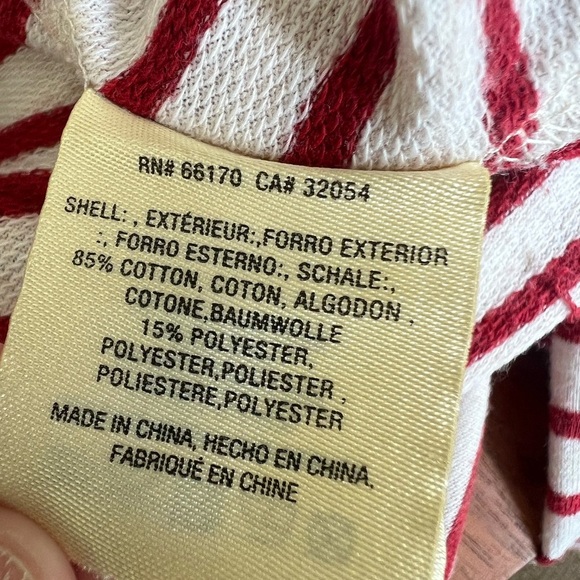 RN# 66170 CA# 32054
SHELL: , EXTÉRIEUR:,FORRO EXTERIOR
:, FORRO ESTERNO:, SCHALE:,
85% COTTON, COTON, ALGODON ,
COTONE,BAUMWOLLE
15% POLYESTER,
POLYESTER,POLIESTER ,
POLIESTERE,POLYESTER
MADE IN CHINA, HECHO EN CHINA,
FABRIQUÉ EN CHINE